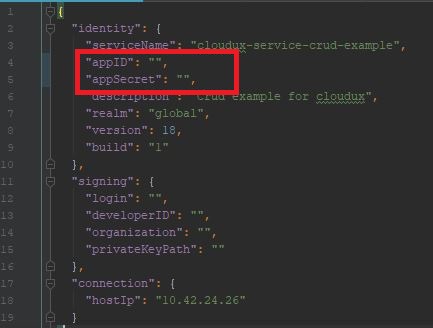 1 {
2 "identity": {
3 "serviceName": "cloudux-service-crud-example",
4 "appID": "",
5 "appSecret": "",
6 "description": "Crud example for cloudux",
7 "realm": "global",
8 "version": 18,
9 "build": "1"
10 },
11 "signing": {
12 "login": "",
13 "developerID": "",
14 "organization": "",
15 "privateKeyPath": ""
16 },
17 "connection": {
18 "hostIp": "10.42.24.26"
19 }